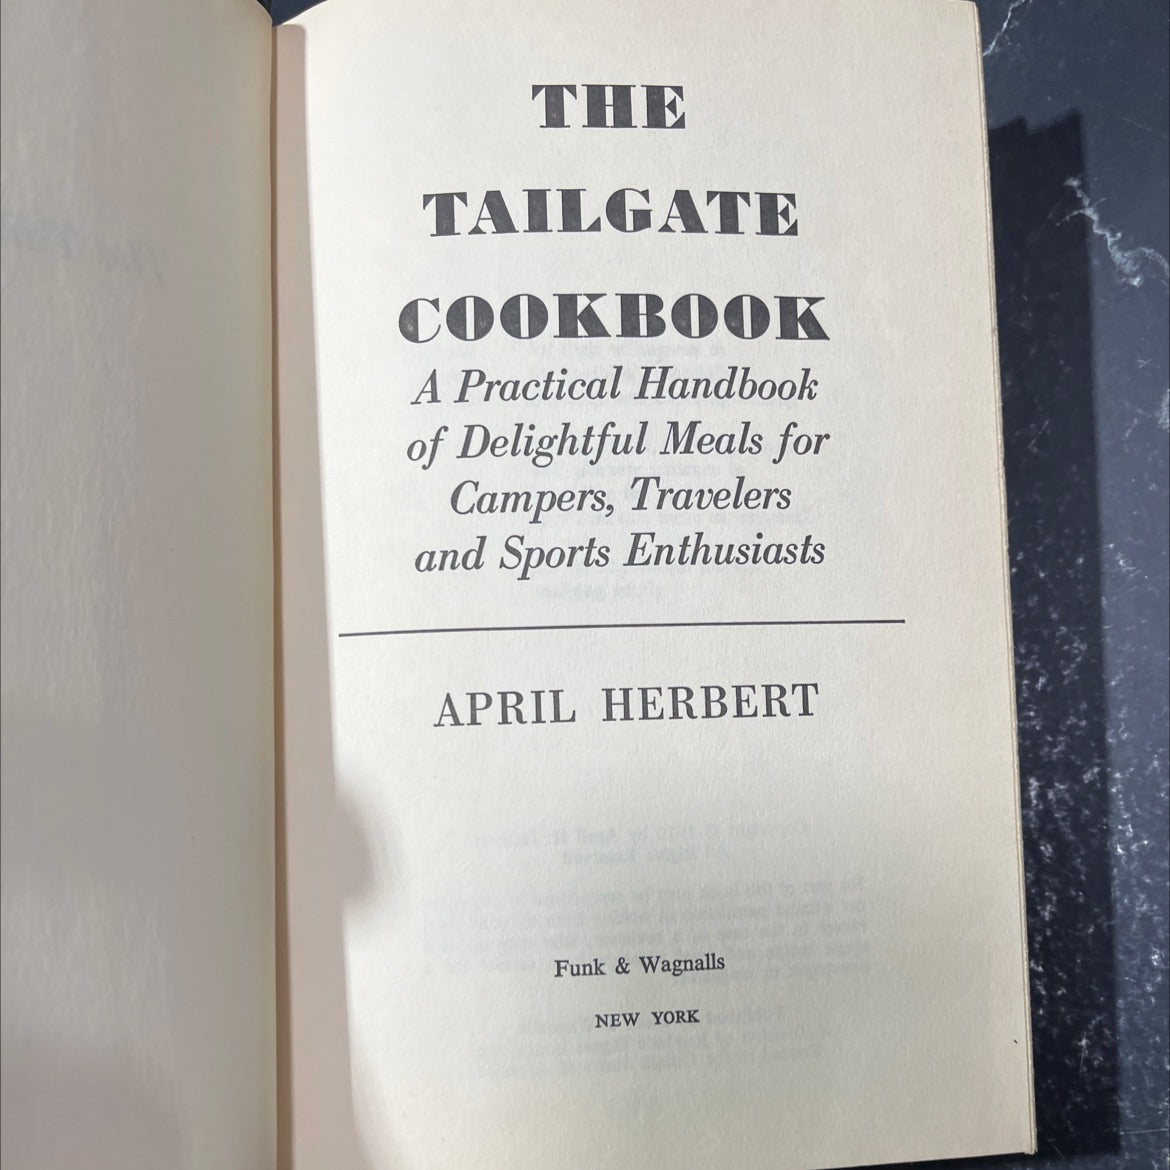 THE
TAILGATE
COOKBOOK
A Practical Handbook
of Delightful Meals for
Campers, Travelers
and Sports Enthusiasts
APRIL HERBERT
Funk & Wagnalls
NEW YORK